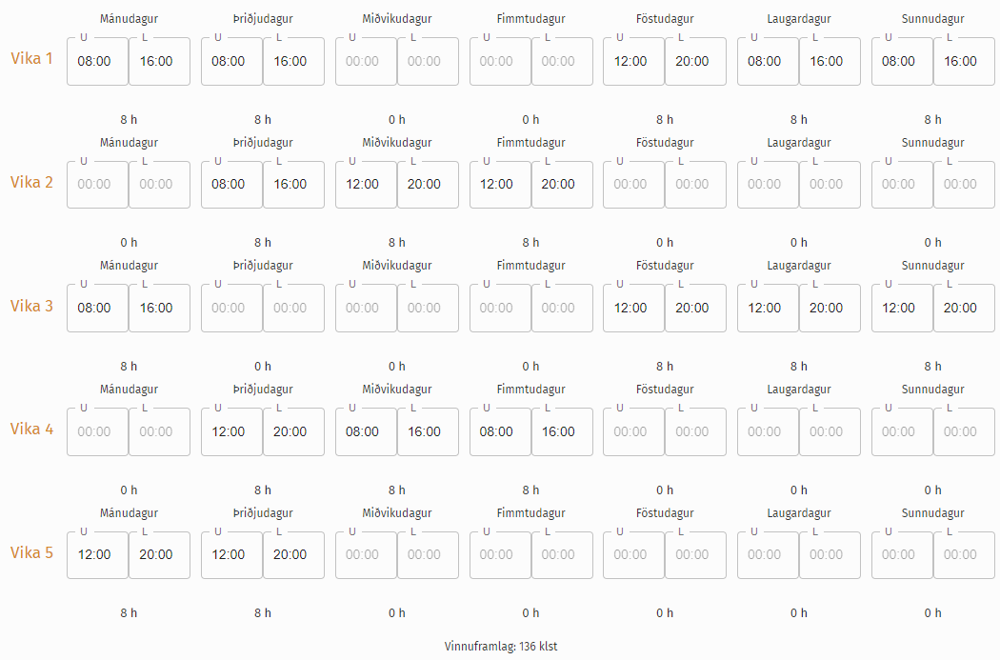 Mánudagur Þriðjudagur Miðvikudagur Fimmtudagur Föstudagur Laugardagur Sunnudagur
U L U L U L U L U L U L U L
Vika 1 08:00 16:00 08:00 16:00 00:00 00:00 00:00 00:00 12:00 20:00 08:00 16:00 08:00 16:00
8 h 8 h 0 h 0 h 8 h 8 h 8 h
Mánudagur Þriðjudagur Miðvikudagur Fimmtudagur Föstudagur Laugardagur Sunnudagur
U L U L U L U L U L U L U L
Vika 2 00:00 00:00 08:00 16:00 12:00 20:00 12:00 20:00 00:00 00:00 00:00 00:00 00:00 00:00
0 h 8 h 8 h 8 h 0 h 0 h 0 h
Mánudagur Þriðjudagur Miðvikudagur Fimmtudagur Föstudagur Laugardagur Sunnudagur
U L U L U L U L U L U L U L
Vika 3 08:00 16:00 00:00 00:00 00:00 00:00 00:00 00:00 12:00 20:00 12:00 20:00 12:00 20:00
8 h 0 h 0 h 0 h 8 h 8 h 8 h
Mánudagur Þriðjudagur Miðvikudagur Fimmtudagur Föstudagur Laugardagur Sunnudagur
U L U L U L U L U L U L U L
Vika 4 00:00 00:00 12:00 20:00 08:00 16:00 08:00 16:00 00:00 00:00 00:00 00:00 00:00 00:00
0 h 8 h 8 h 8 h 0 h 0 h 0 h
Mánudagur Þriðjudagur Miðvikudagur Fimmtudagur Föstudagur Laugardagur Sunnudagur
U L U L U L U L U L U L U L
Vika 5 12:00 20:00 12:00 20:00 00:00 00:00 00:00 00:00 00:00 00:00 00:00 00:00 00:00 00:00
8 h 8 h 0 h 0 h 0 h 0 h 0 h
Vinnuframlag: 136 klst